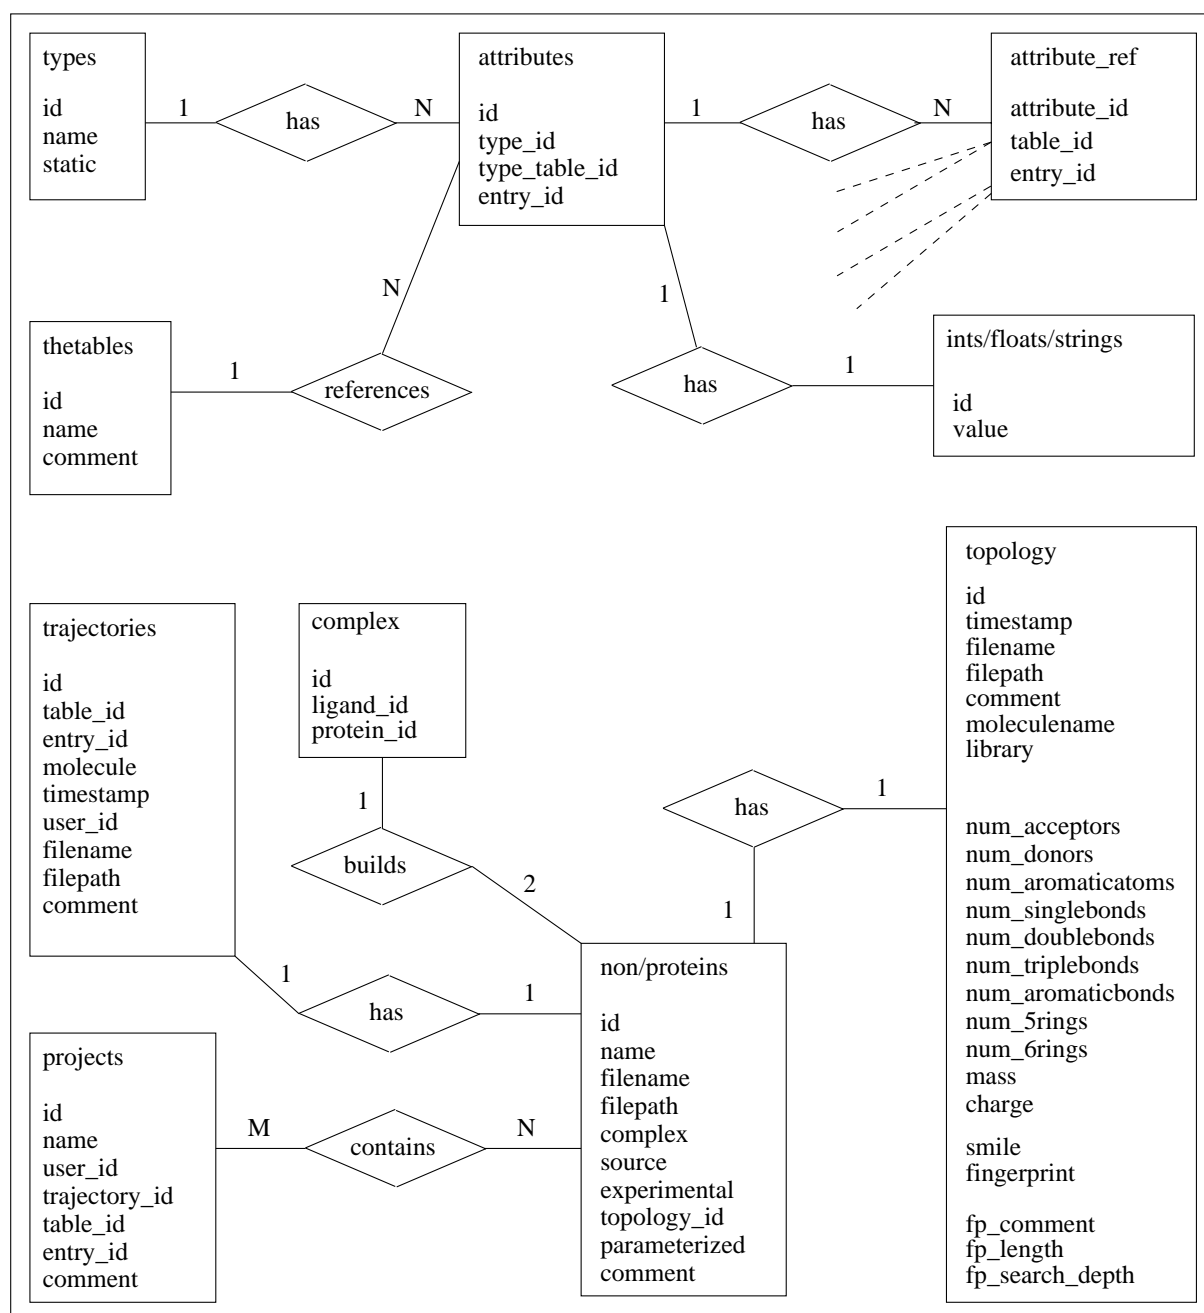 types
id
name
static
1
has
N
attributes
id
type_id
type_table_id
entry_id
1
has
N
attribute_ref
attribute_id
table_id
entry_id
N
1
thetables
id
name
comment
1
references
has
1
ints/floats/strings
id
value
trajectories
id
table_id
entry_id
molecule
timestamp
user_id
filename
filepath
comment
complex
id
ligand_id
protein_id
1
builds
2
has
1
1
topology
id
timestamp
filename
filepath
comment
moleculename
library
num_acceptors
num_donors
num_aromaticatoms
num_singlebonds
num_doublebonds
num_triplebonds
num_aromaticbonds
num_5rings
num_6rings
mass
charge
smile
fingerprint
fp_comment
fp_length
fp_search_depth
1
has
1
non/proteins
id
name
filename
filepath
complex
source
experimental
topology_id
parameterized
comment
projects
id
name
user_id
trajectory_id
table_id
entry_id
comment
M
contains
N